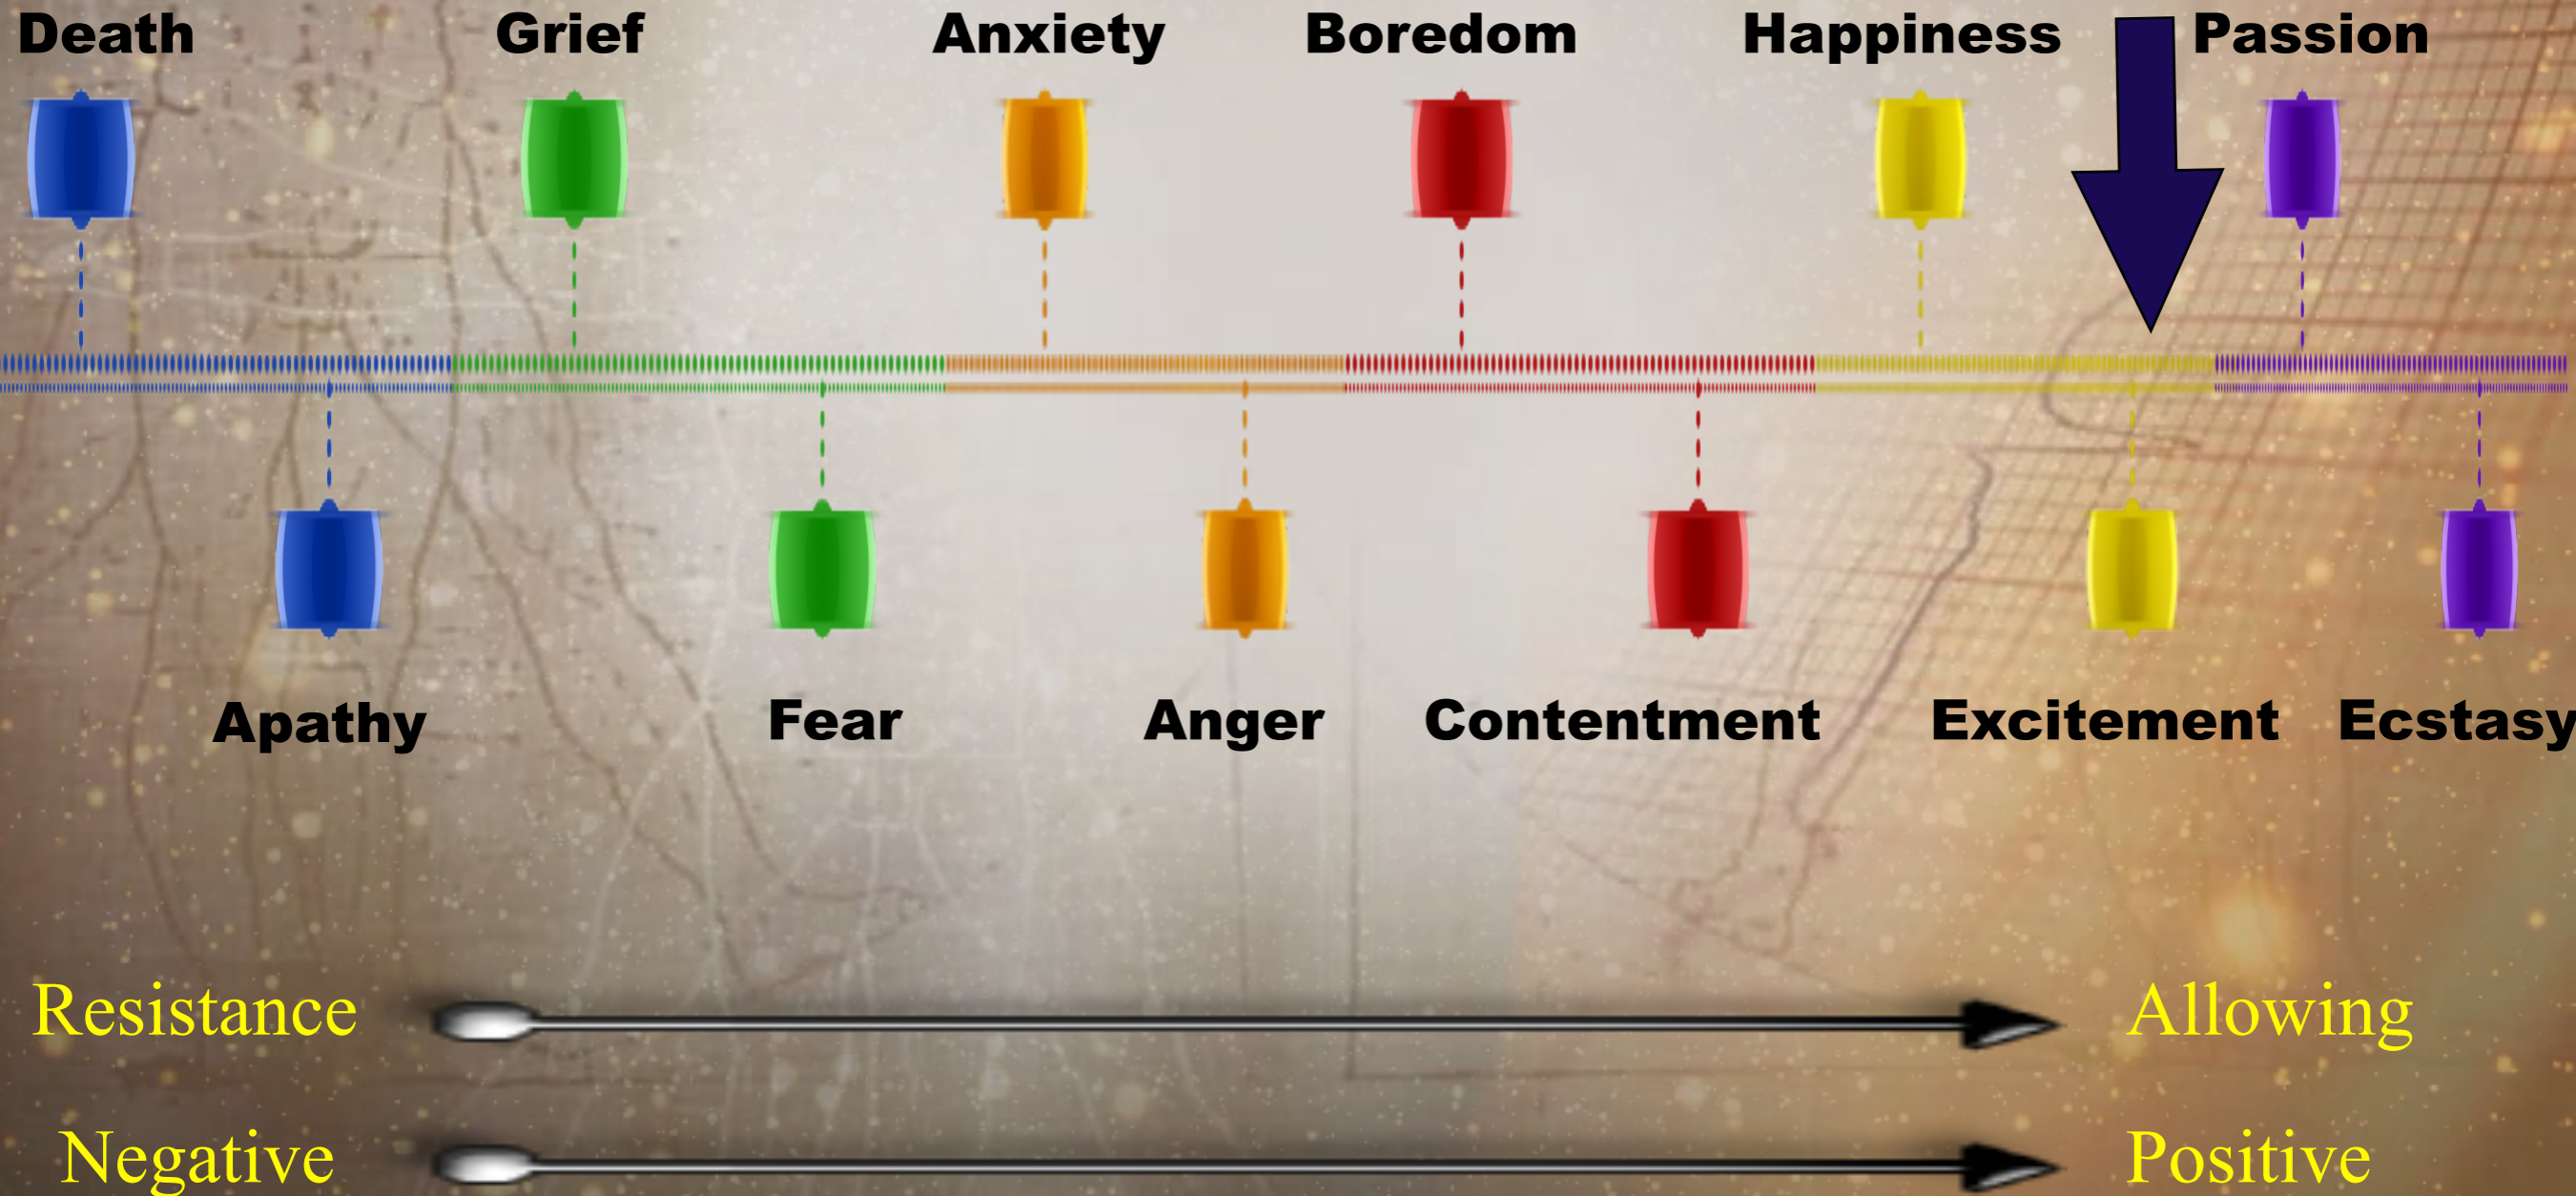 Death Grief Anxiety Boredom Happiness Passion
Apathy Fear Anger Contentment Excitement Ecstasy
Resistance Allowing
Negative Positive